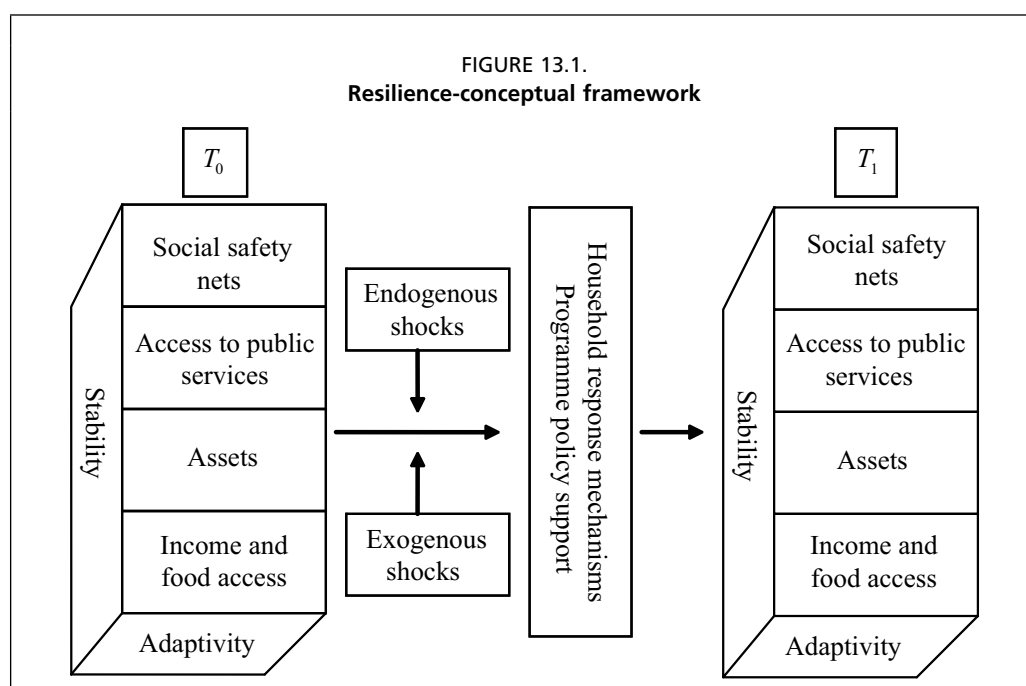 FIGURE 13.1.
Resilience-conceptual framework
T0
Social safety
nets
Access to public
services
Assets
Income and
food access
Stability
Adaptivity
Endogenous
shocks
Exogenous
shocks
Household response mechanisms
Programme policy support
T1
Social safety
nets
Access to public
services
Assets
Income and
food access
Stability
Adaptivity